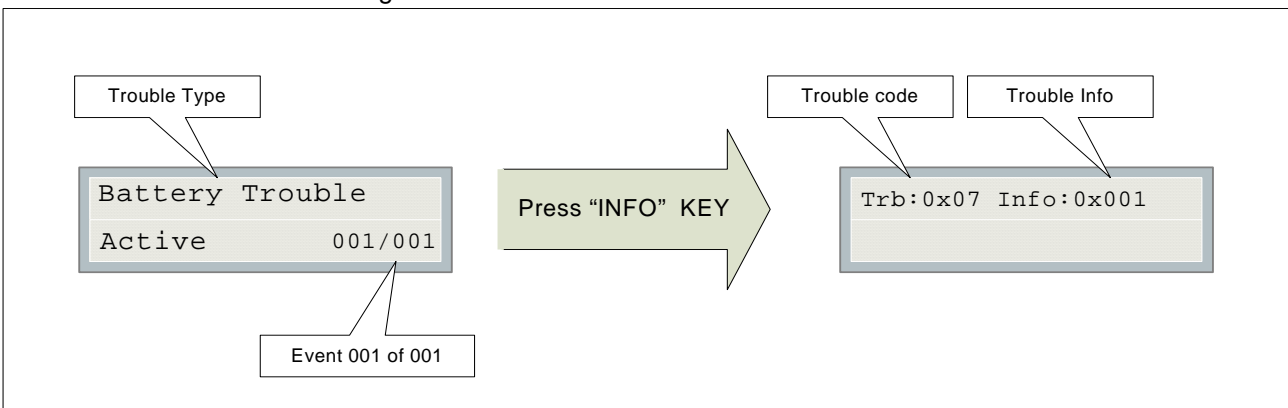 Trouble Type
Battery Trouble
Active 001/001
Event 001 of 001
Press “INFO” KEY
Trouble code
Trouble Info
Trb:0x07 Info:0x001